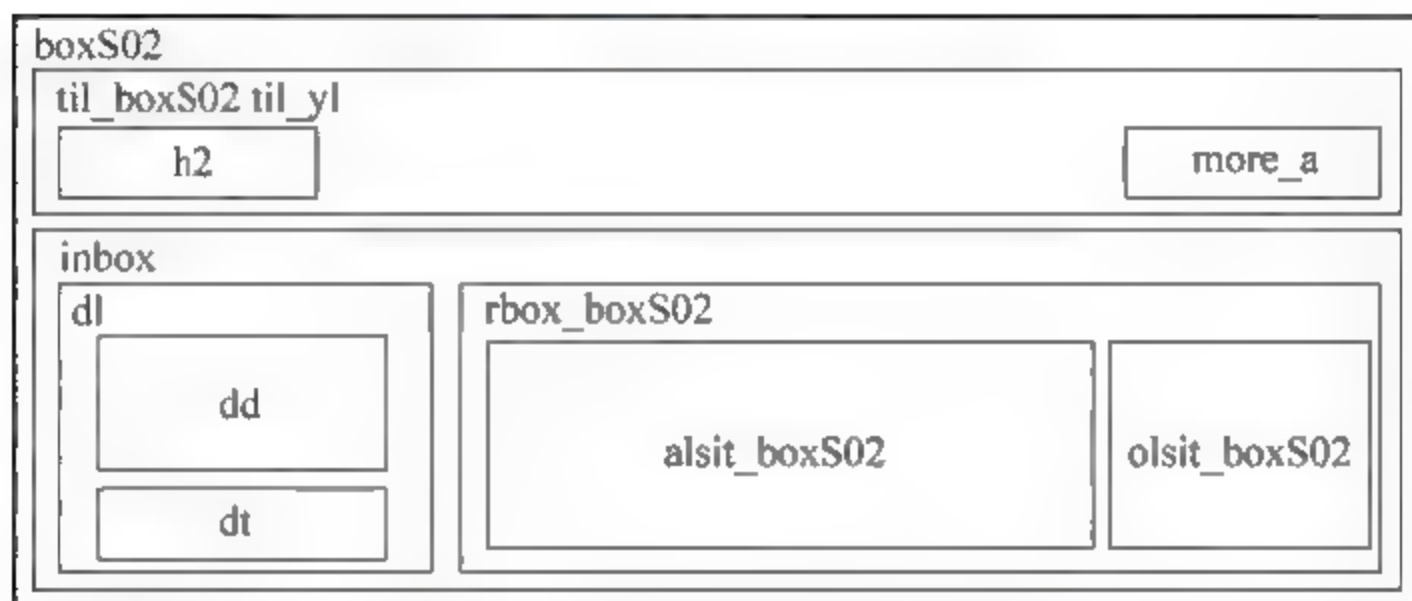 boxS02
til_boxS02 til_yl
h2
more_a
inbox
dl
rbox_boxS02
dd
alsit_boxS02
olsit_boxS02
dt